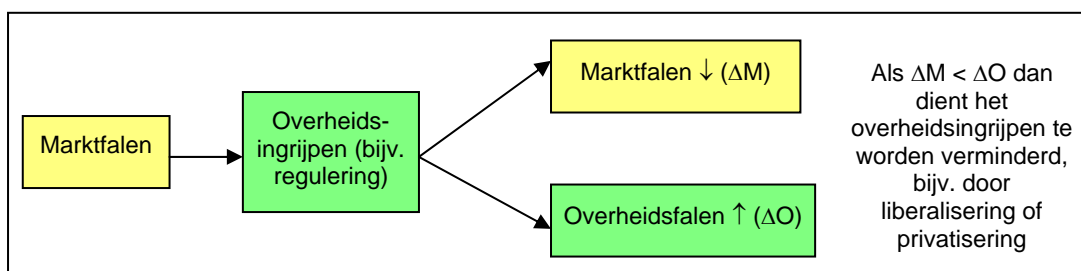 Marktfalen
Overheids-
ingrijpen (bijv.
regulering)
Marktfalen ↓ (ΔM)
Overheidsfalen ↑ (ΔO)
Als ΔM < ΔO dan
dient het
overheidsingrijpen te
worden verminderd,
bijv. door
liberalisering of
privatisering